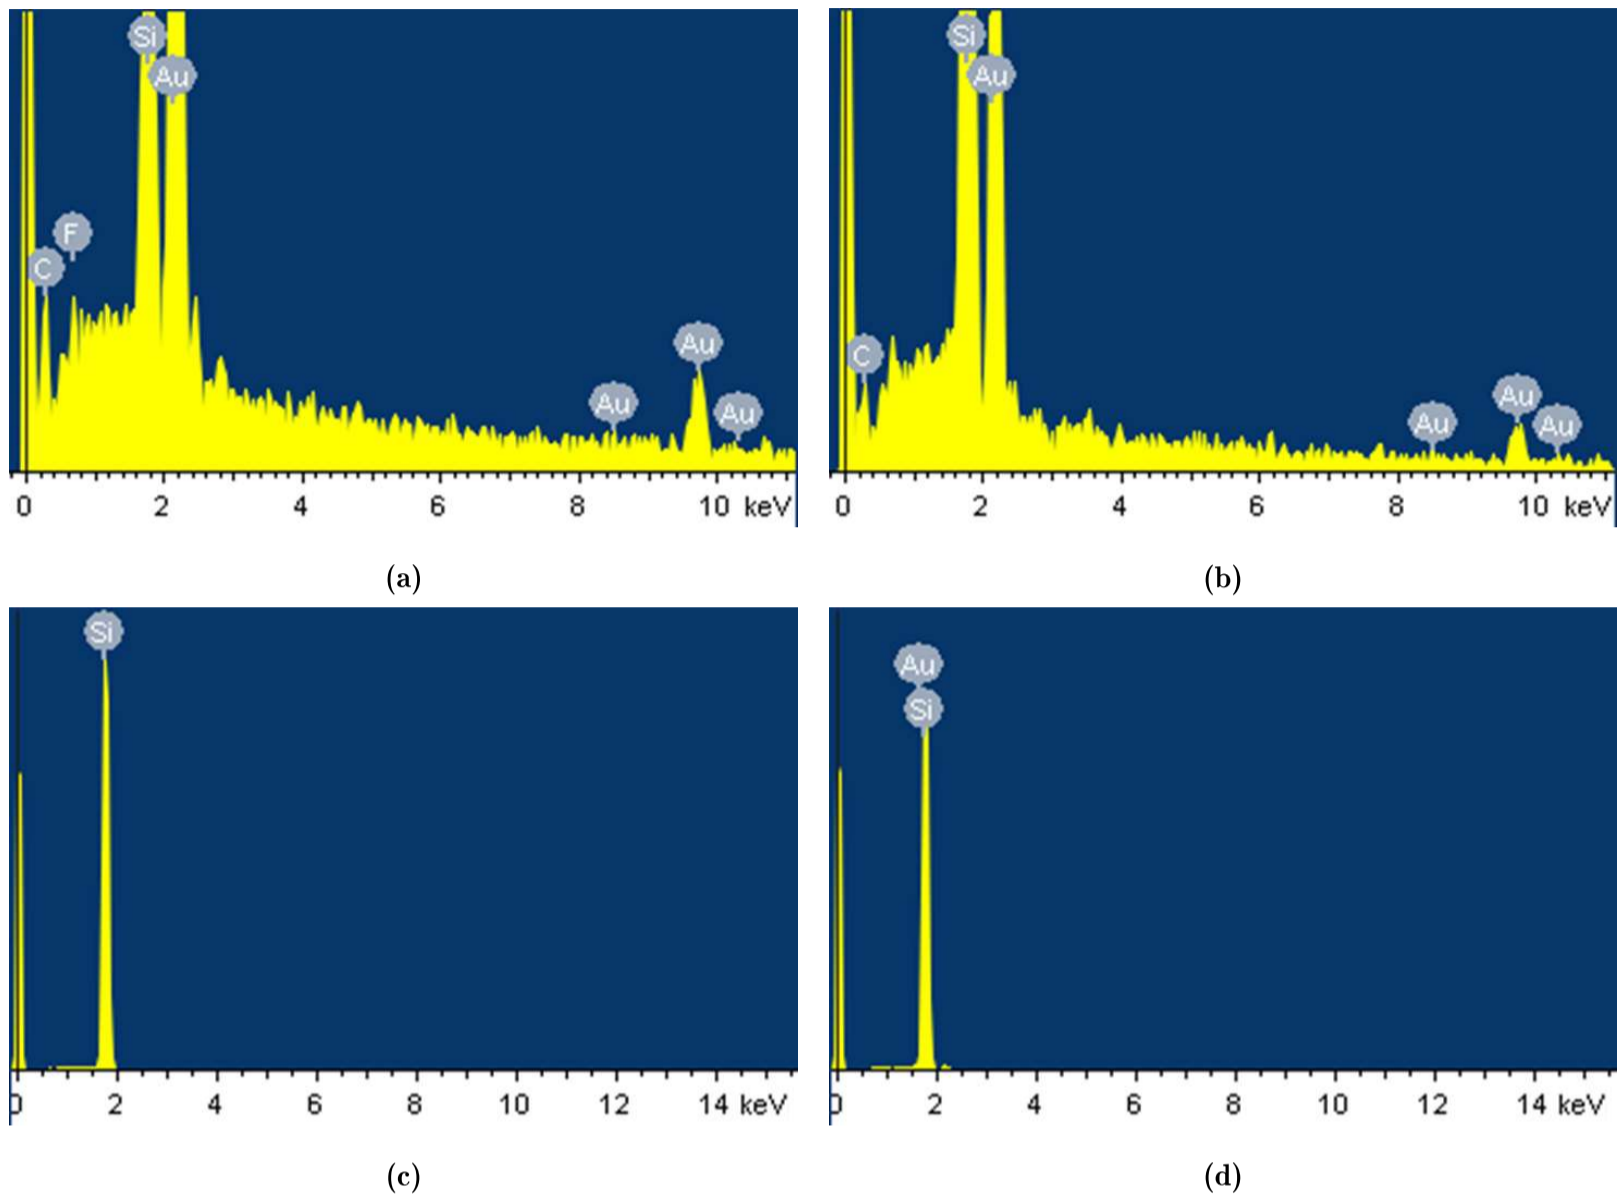 Si Si
Au Au
F
C C
Au Au
Au Au Au Au
0 2 4 6 8 10 keV 0 2 4 6 8 10 keV
(a) (b)
Si Au
Si
0 2 4 6 8 10 12 14 keV 0 2 4 6 8 10 12 14 keV
(c) (d)